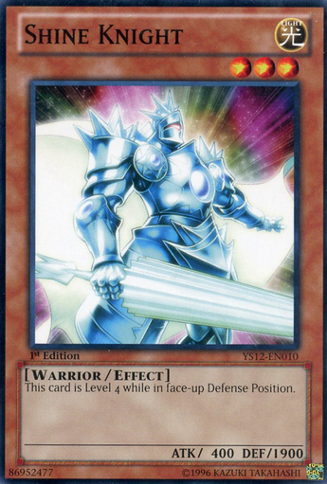 SHINE KNIGHT
LIGHT
光
1st Edition
YS12-EN010
[WARRIOR / EFFECT]
This card is Level 4 while in face-up Defense Position.
ATK/ 400 DEF/1900
86952477
©1996 KAZUKI TAKAHASHI